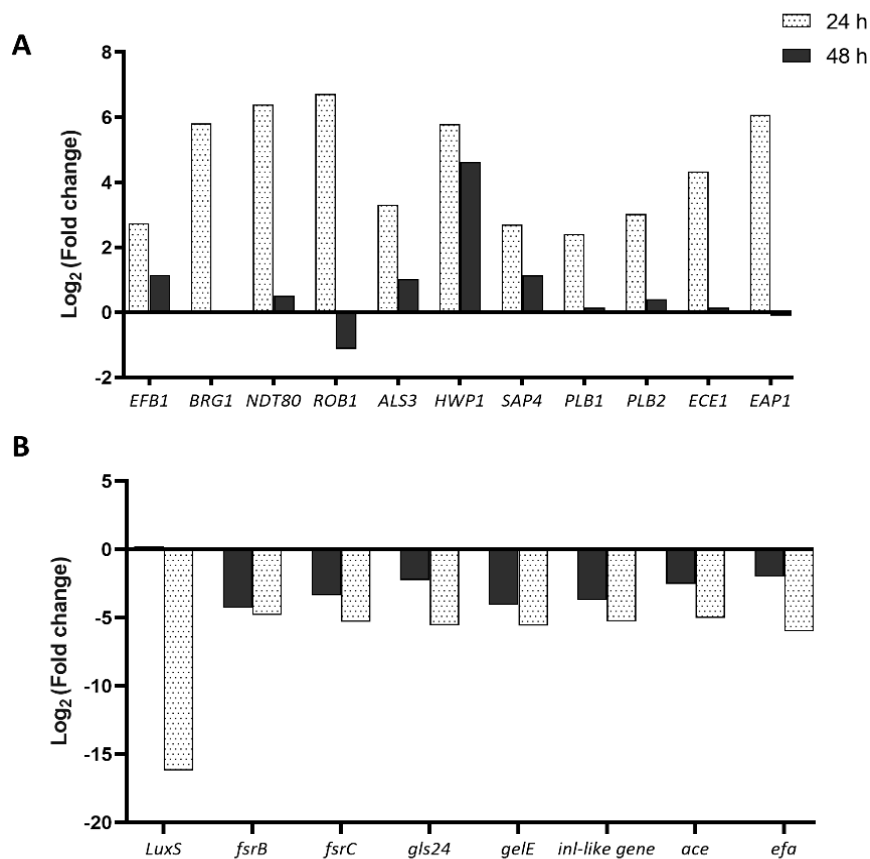 24 h
48 h
A
Log2 (Fold change)
8
6
4
2
0
-2
EFB1 BRG1 NDT80 ROB1 ALS3 HWP1 SAP4 PLB1 PLB2 ECE1 EAP1
B
Log2 (Fold change)
5
0
-5
-10
-15
-20
LuxS fsrB fsrC gls24 gelE inl-like gene ace efa